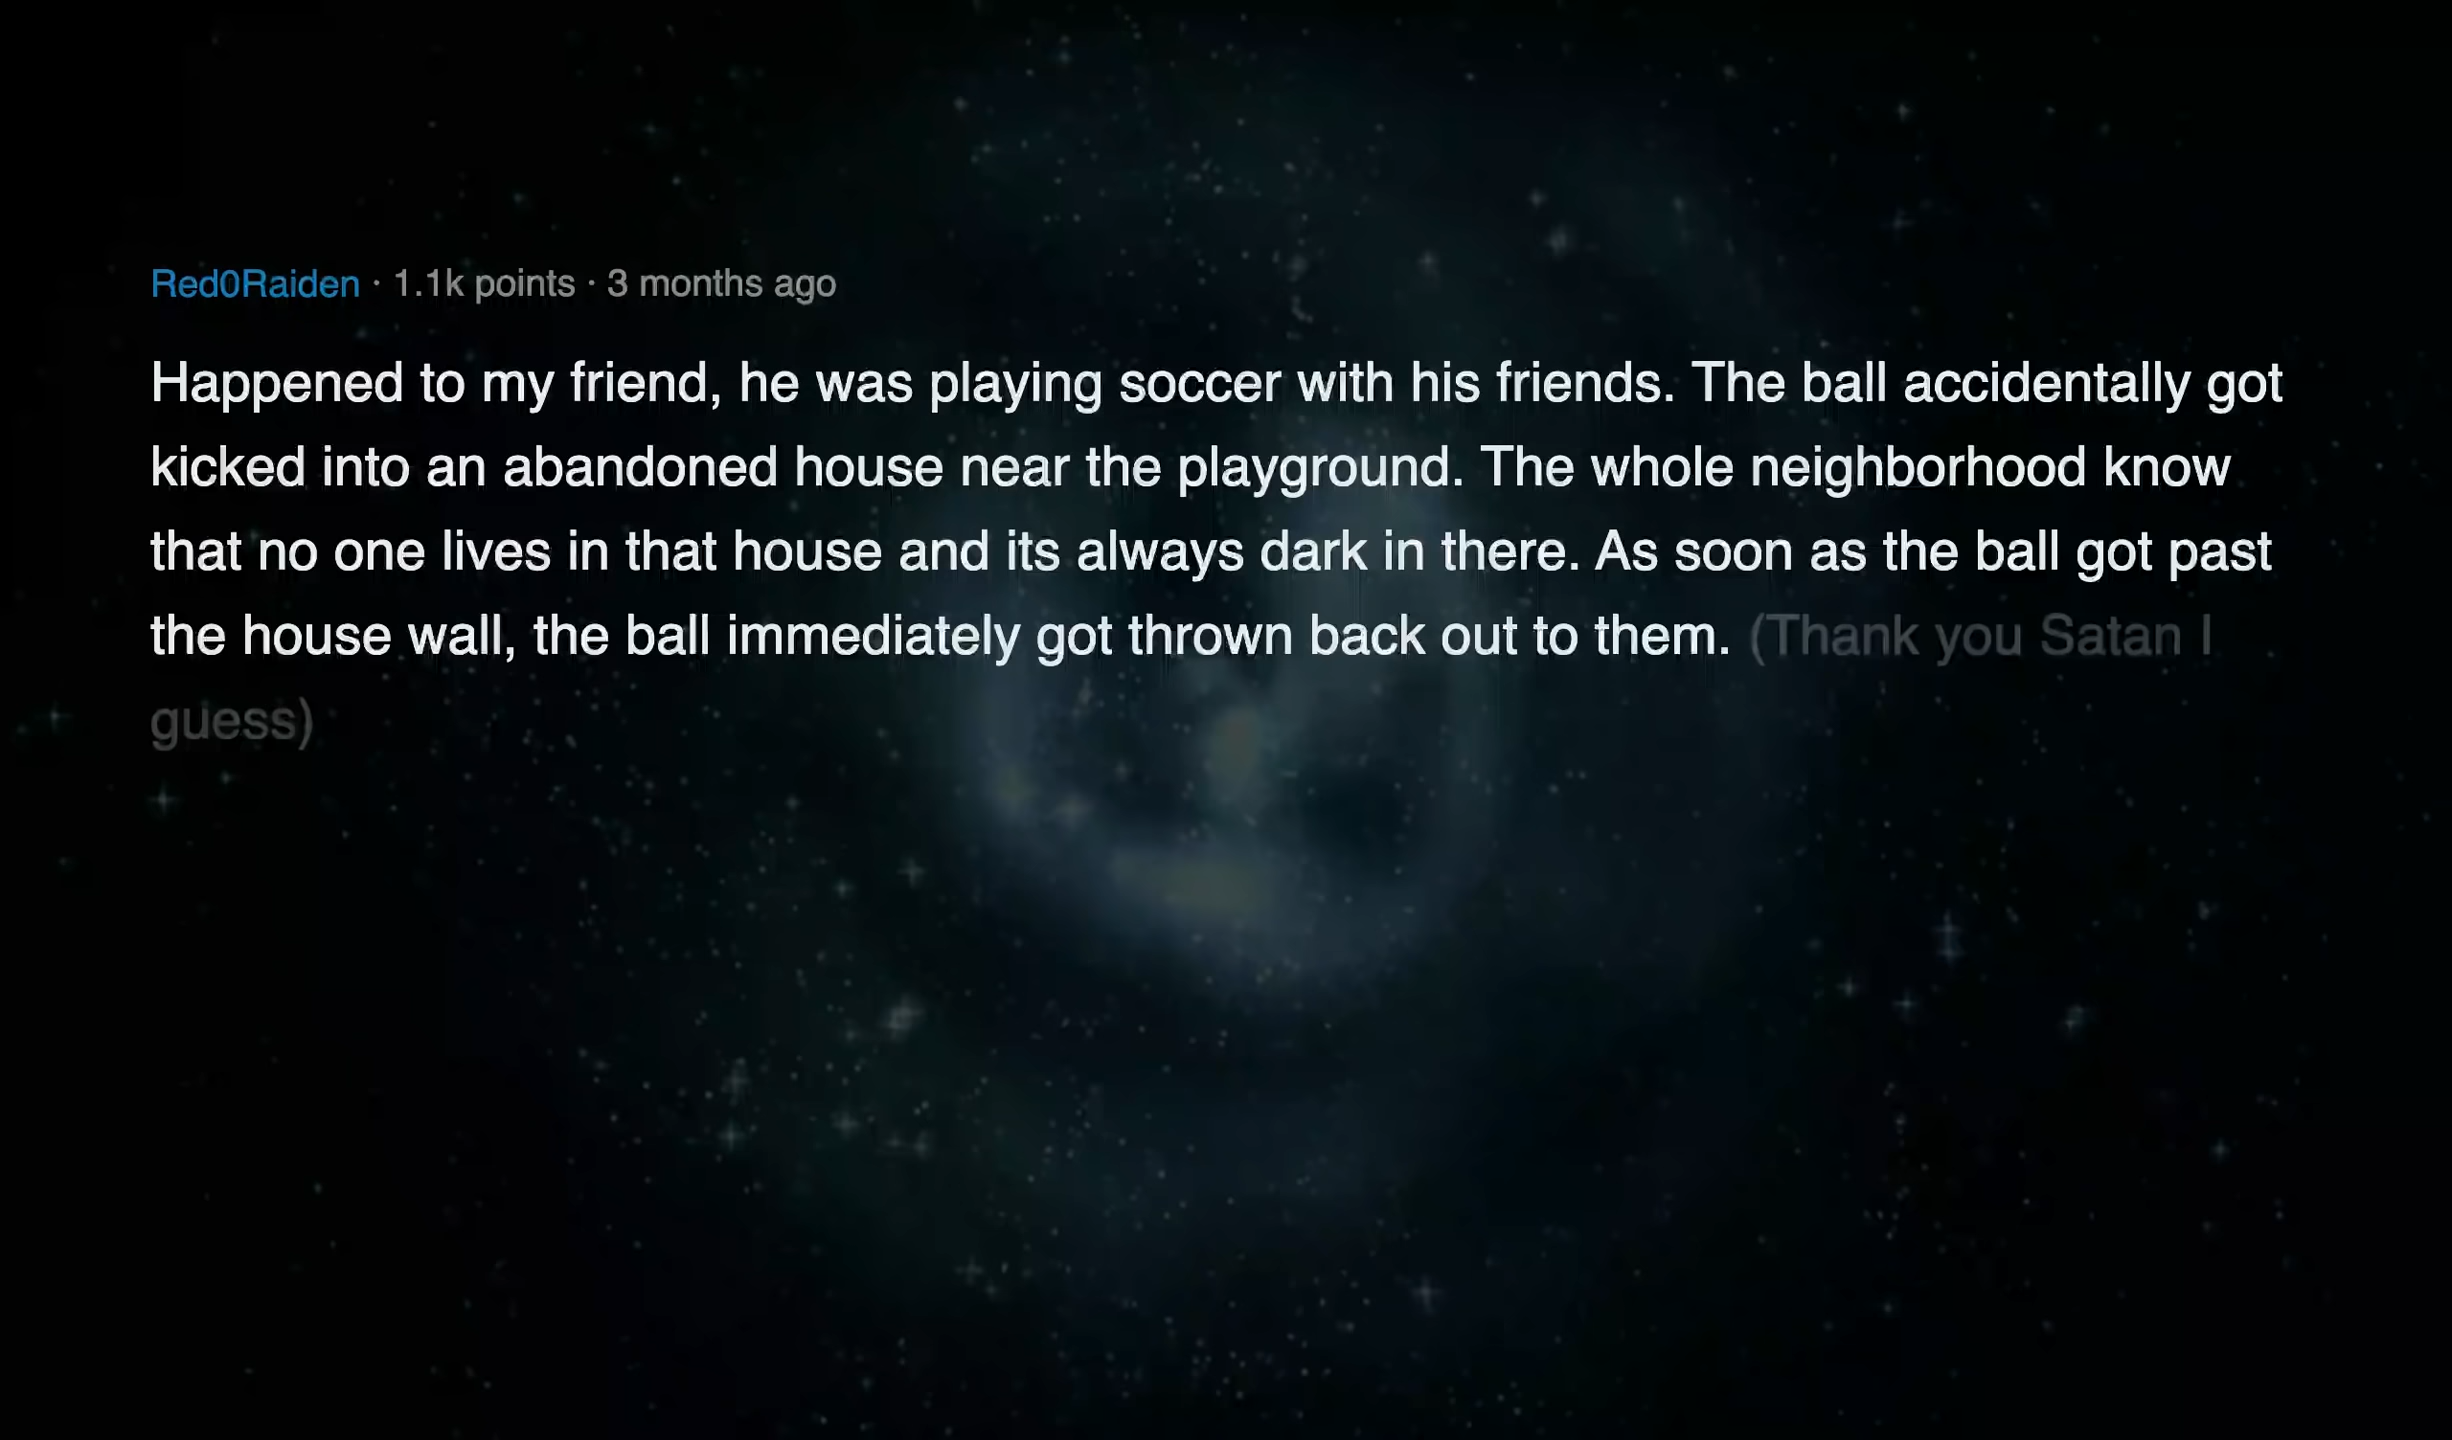 Red0Raiden · 1.1k points · 3 months ago
Happened to my friend, he was playing soccer with his friends. The ball accidentally got
kicked into an abandoned house near the playground. The whole neighborhood know
that no one lives in that house and its always dark in there. As soon as the ball got past
the house wall, the ball immediately got thrown back out to them. (Thank you Satan I
guess)